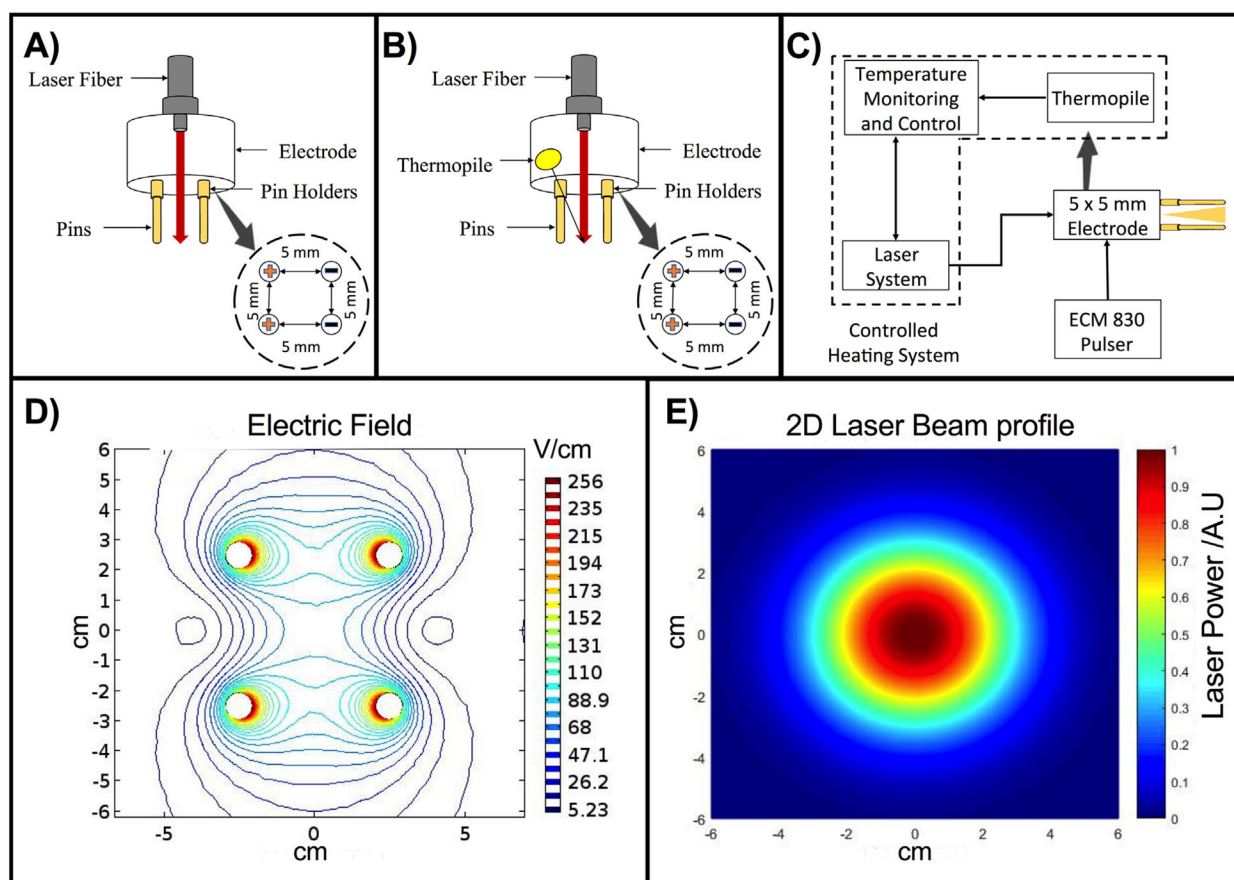 A)
Laser Fiber
Electrode
Pin Holders
Pins
5 mm
5 mm
5 mm
5 mm
B)
Laser Fiber
Thermopile
Electrode
Pin Holders
Pins
5 mm
5 mm
5 mm
5 mm
C)
Temperature
Monitoring
and Control
Thermopile
5 x 5 mm
Electrode
Laser
System
ECM 830
Pulser
Controlled
Heating System
D)
Electric Field
V/cm
256
235
215
194
173
152
131
110
88.9
68
47.1
26.2
5.23
6
5
4
3
2
1
0
-1
-2
-3
-4
-5
-6
cm
-5
0
5
cm
E)
2D Laser Beam profile
6
4
2
0
-2
-4
-6
cm
-6
-4
-2
0
2
4
6
cm
1
0.9
0.8
0.7
0.6
0.5
0.4
0.3
0.2
0.1
0
Laser Power /A.U